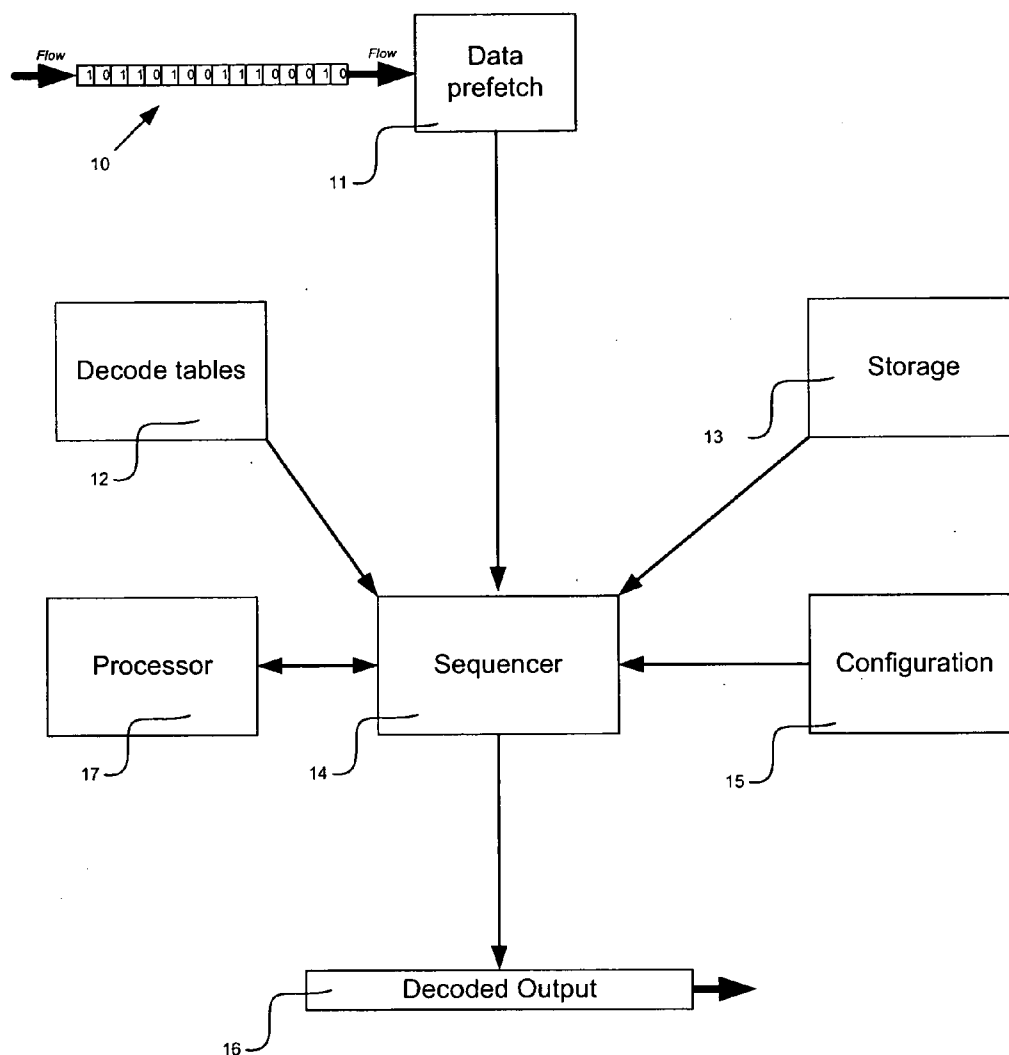 Flow
1 0 1 1 0 1 0 0 1 1 1 0 0 0 1 0
Flow
Data
prefetch
10
11
Decode tables
Storage
12
13
Processor
Sequencer
Configuration
17
14
15
Decoded Output
16